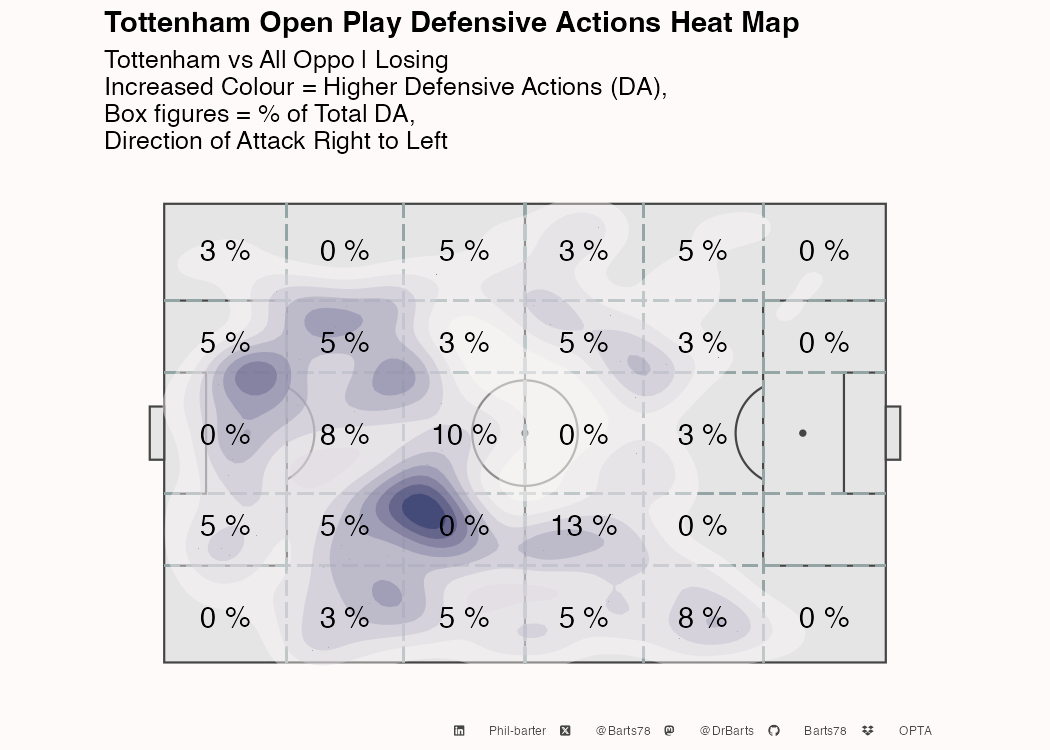 Tottenham Open Play Defensive Actions Heat Map
Tottenham vs All Oppo | Losing
Increased Colour = Higher Defensive Actions (DA),
Box figures = % of Total DA,
Direction of Attack Right to Left
3 % 0 % 5 % 3 % 5 % 0 %
5 % 5 % 3 % 5 % 3 % 0 %
0 % 8 % 10 % 0 % 3 %
5 % 5 % 0 % 13 % 0 %
0 % 3 % 5 % 5 % 8 % 0 %
Phil-barter @Barts78 @DrBarts Barts78 OPTA